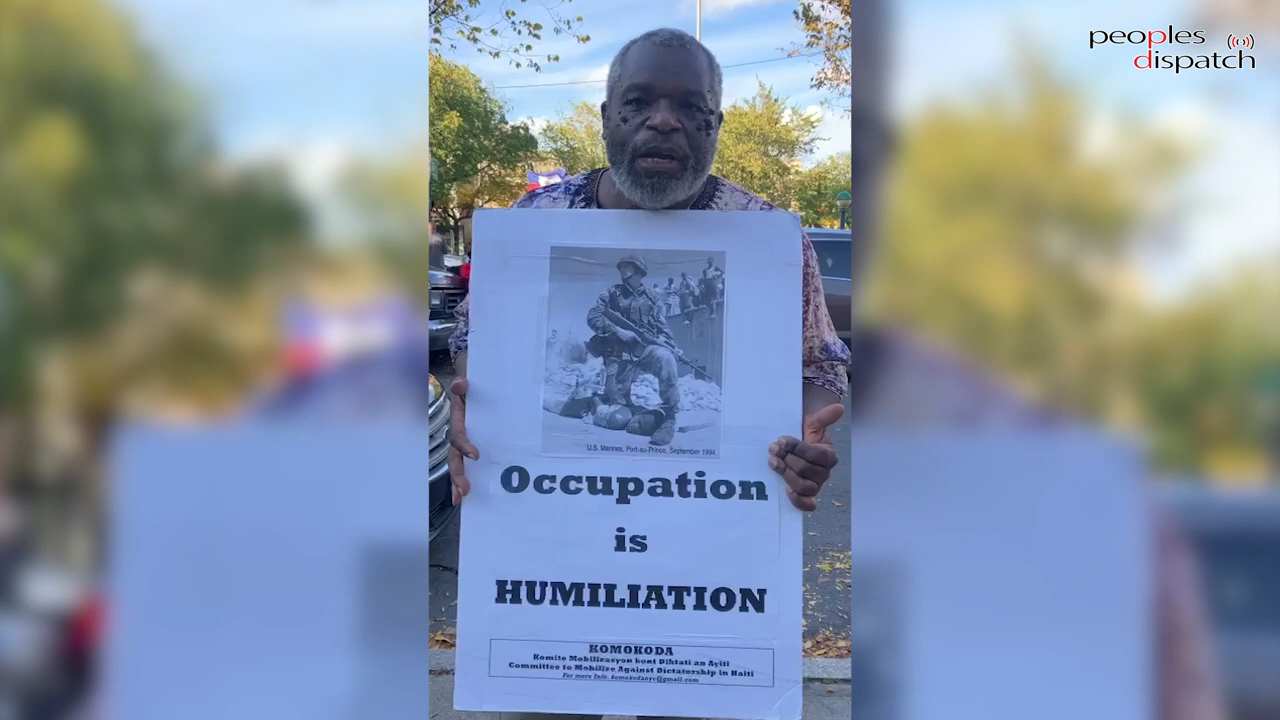 peoples
dispatch
U.S. Marines, Port-au-Prince, September 1994.
Occupation
is
HUMILIATION
KOMOKODA
Komite Mobilizasyon kont Diktati an Ayiti
Committee to Mobilize Against Dictatorship in Haiti
For more Info: komokodanyc@gmail.com